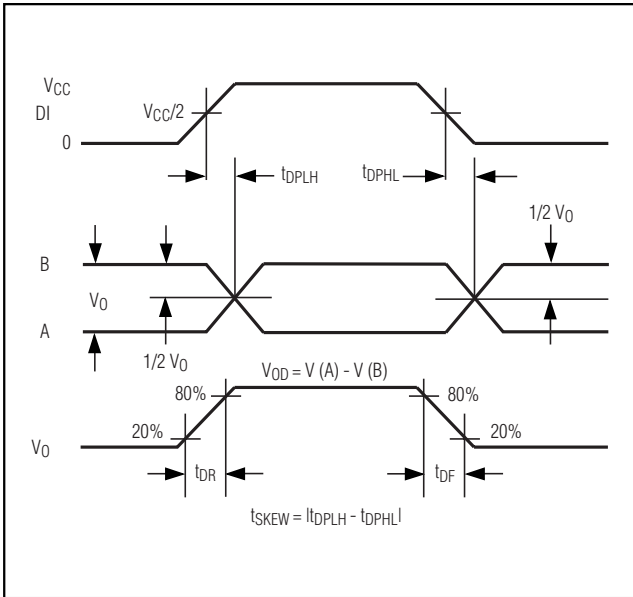 VCC
DI
VCC/2
0
tDPLH
tDPHL
1/2 VO
B
VO
A
1/2 VO
VOD = V (A) - V (B)
80%
80%
20%
20%
VO
tDR
tDF
tSKEW = |tDPLH - tDPHL|